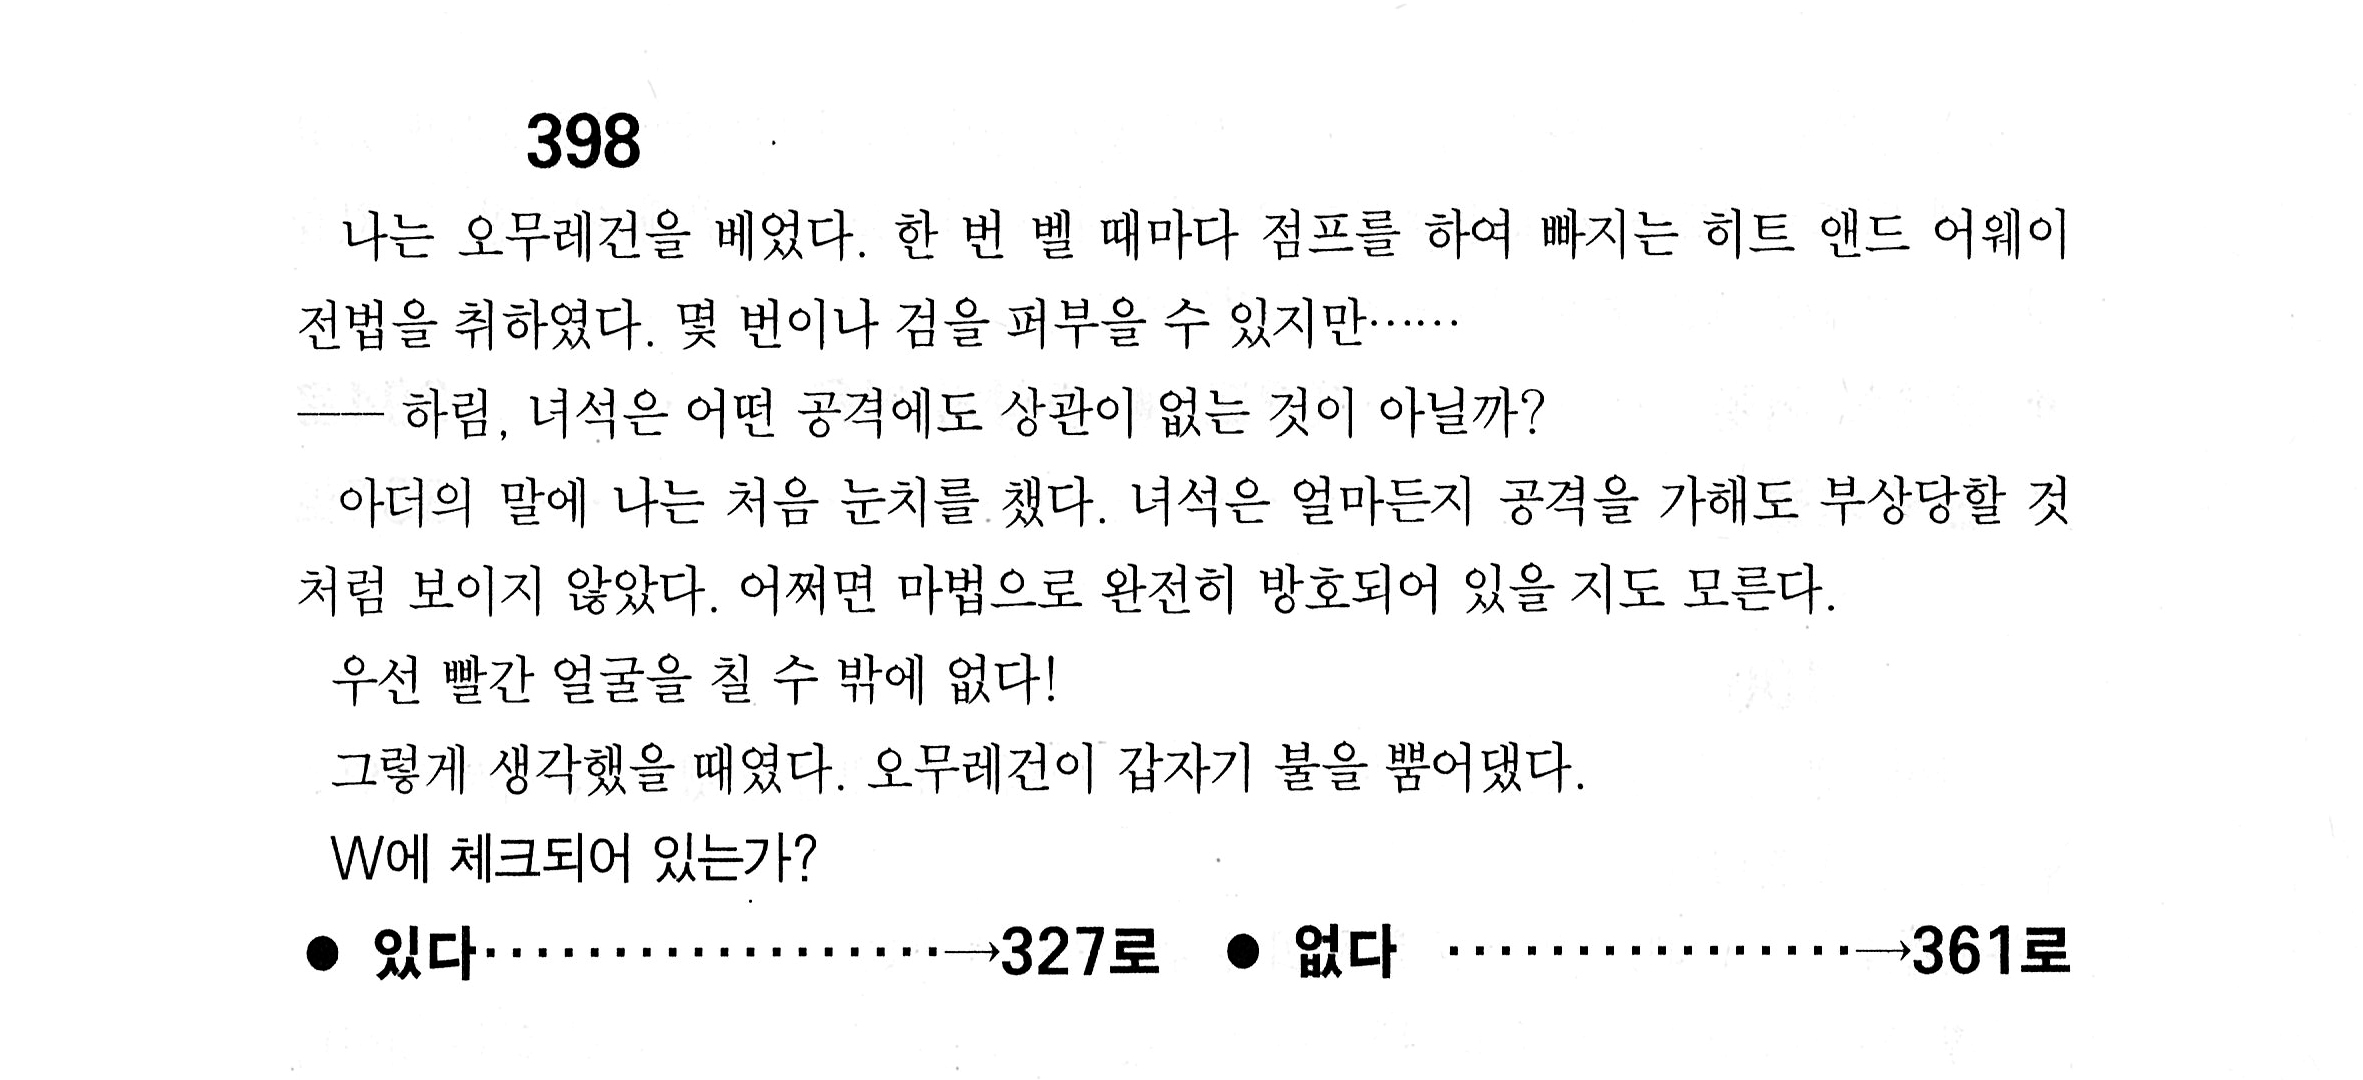 398
나는 오무레건을 베었다. 한 번 벨 때마다 점프를 하여 빠지는 히트 앤드 어웨이
전법을 취하였다. 몇 번이나 검을 퍼부을 수 있지만……
── 하림, 녀석은 어떤 공격에도 상관이 없는 것이 아닐까?
아더의 말에 나는 처음 눈치를 챘다. 녀석은 얼마든지 공격을 가해도 부상당할 것
처럼 보이지 않았다. 어쩌면 마법으로 완전히 방호되어 있을 지도 모른다.
우선 빨간 얼굴을 칠 수 밖에 없다!
그렇게 생각했을 때였다. 오무레건이 갑자기 불을 뿜어댔다.
W에 체크되어 있는가?
● 있다··················→327로 ● 없다 ················→361로